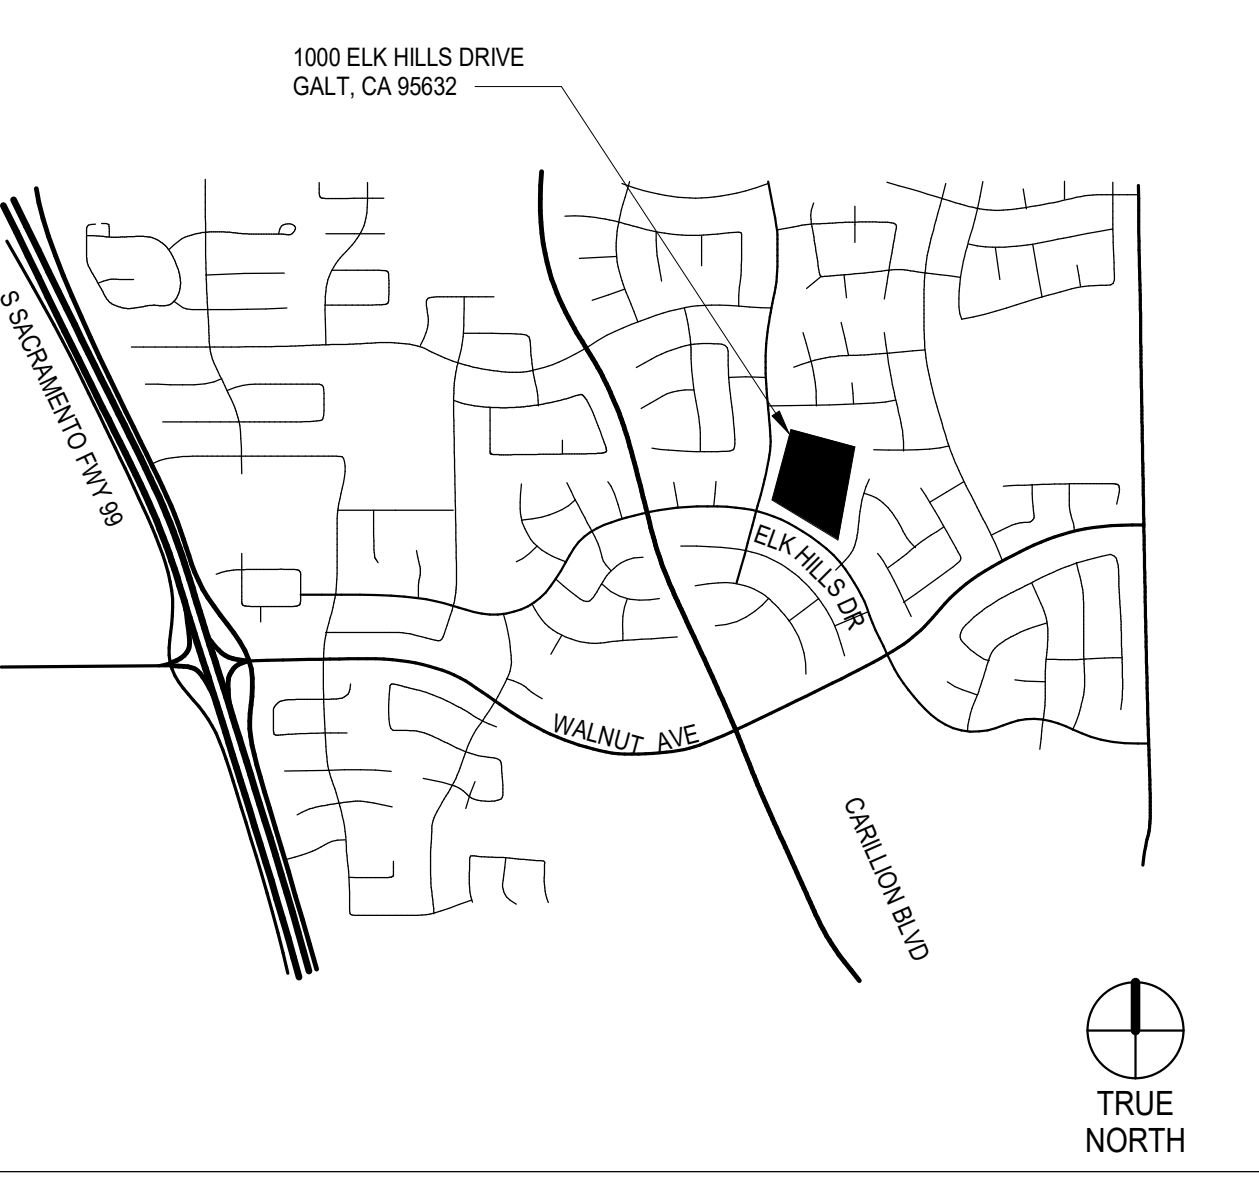 1000 ELK HILLS DRIVE
GALT, CA 95632
S SACRAMENTO FWY 99
ELK HILLS DR
WALNUT AVE
CARILLION BLVD
TRUE
NORTH